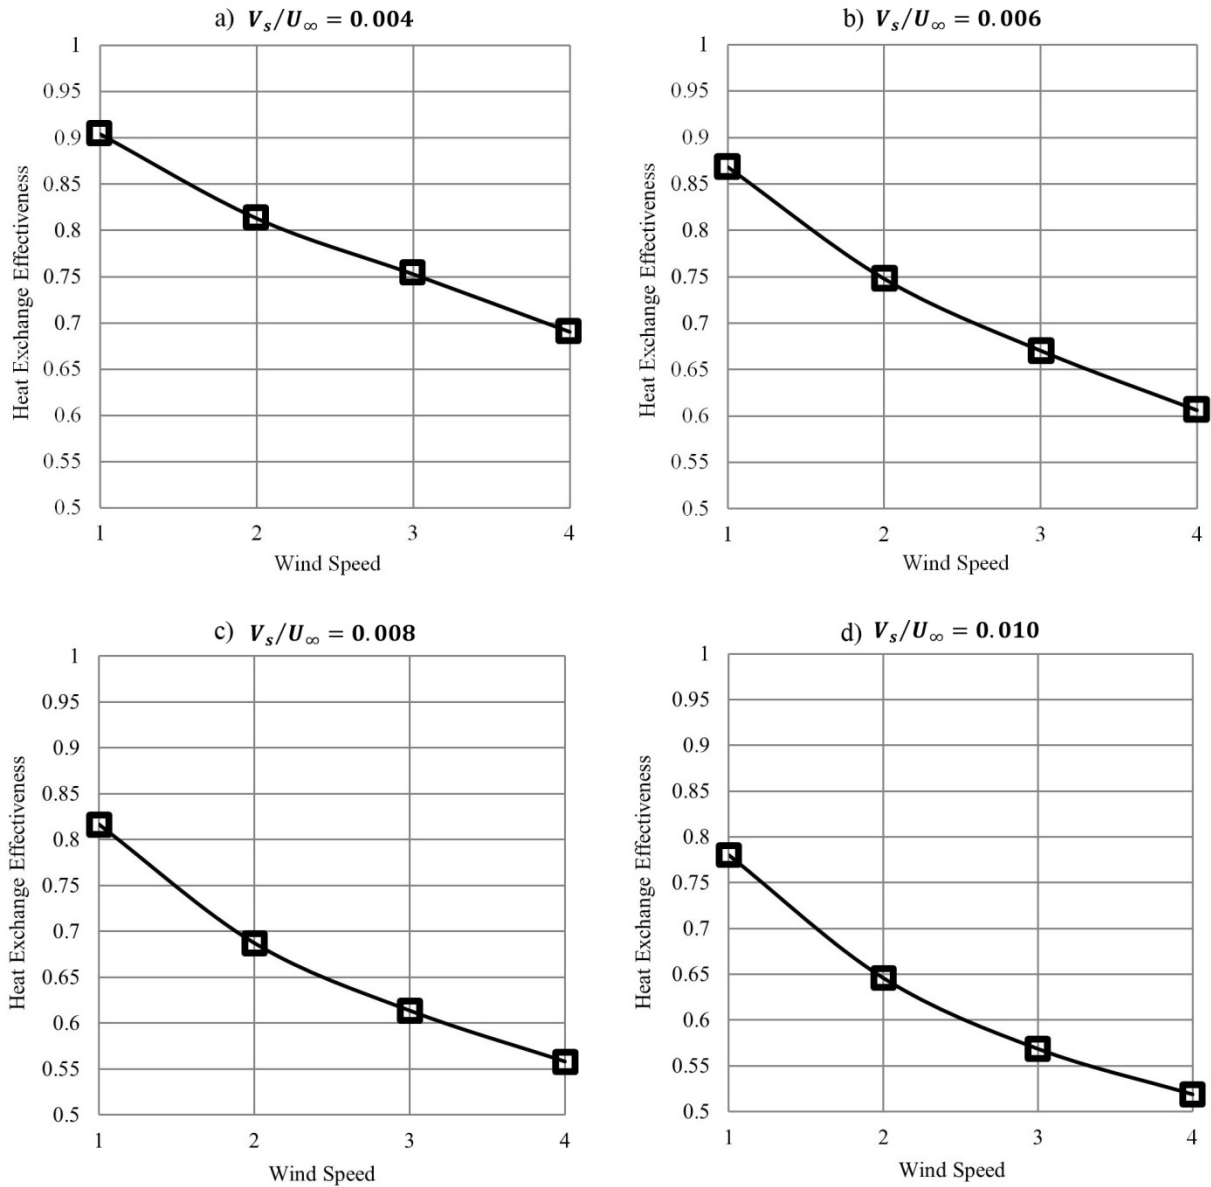 a) V_s/U_∞ = 0.004
1
0.95
0.9
0.85
0.8
0.75
0.7
0.65
0.6
0.55
0.5
Heat Exchange Effectiveness
1 2 3 4
Wind Speed
b) V_s/U_∞ = 0.006
1
0.95
0.9
0.85
0.8
0.75
0.7
0.65
0.6
0.55
0.5
Heat Exchange Effectiveness
1 2 3 4
Wind Speed
c) V_s/U_∞ = 0.008
1
0.95
0.9
0.85
0.8
0.75
0.7
0.65
0.6
0.55
0.5
Heat Exchange Effectiveness
1 2 3 4
Wind Speed
d) V_s/U_∞ = 0.010
1
0.95
0.9
0.85
0.8
0.75
0.7
0.65
0.6
0.55
0.5
Heat Exchange Effectiveness
1 2 3 4
Wind Speed